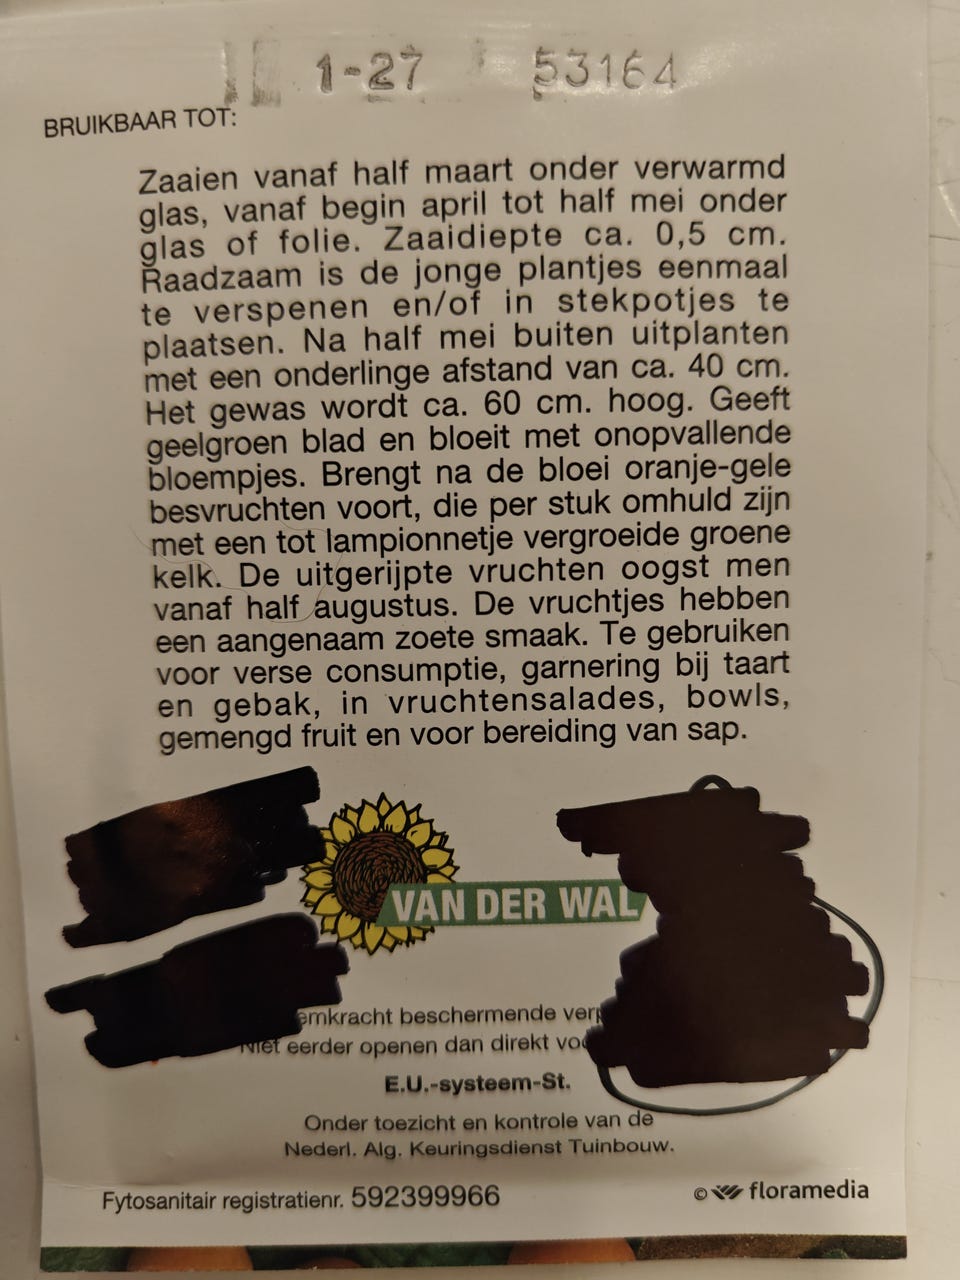 1-27 53164
BRUIKBAAR TOT:
Zaaien vanaf half maart onder verwarmd
glas, vanaf begin april tot half mei onder
glas of folie. Zaaidiepte ca. 0,5 cm.
Raadzaam is de jonge plantjes eenmaal
te verspenen en/of in stekpotjes te
plaatsen. Na half mei buiten uitplanten
met een onderlinge afstand van ca. 40 cm.
Het gewas wordt ca. 60 cm. hoog. Geeft
geelgroen blad en bloeit met onopvallende
bloempjes. Brengt na de bloei oranje-gele
besvruchten voort, die per stuk omhuld zijn
met een tot lampionnetje vergroeide groene
kelk. De uitgerijpte vruchten oogst men
vanaf half augustus. De vruchtjes hebben
een aangenaam zoete smaak. Te gebruiken
voor verse consumptie, garnering bij taart
en gebak, in vruchtensalades, bowls,
gemengd fruit en voor bereiding van sap.
VAN DER WAL
emkracht beschermende ver
Niet eerder openen dan direkt vo
E.U.-systeem-St.
Onder toezicht en kontrole van de
Nederl. Alg. Keuringsdienst Tuinbouw.
Fytosanitair registratienr. 592399966
© floramedia